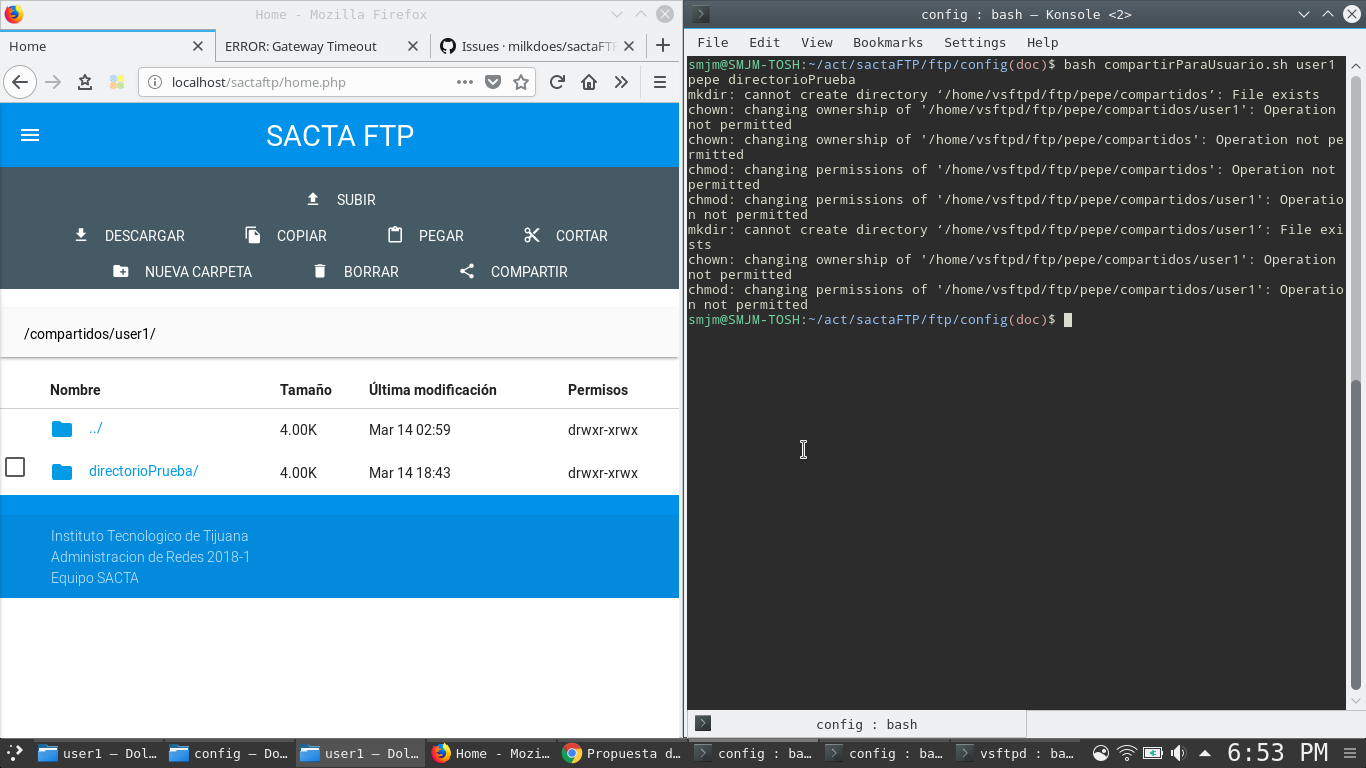 Home - Mozilla Firefox
Home
ERROR: Gateway Timeout
Issues · milkdoes/sactaFT
localhost/sactaftp/home.php
SACTA FTP
SUBIR
DESCARGAR COPIAR PEGAR CORTAR
NUEVA CARPETA BORRAR COMPARTIR
/compartidos/user1/
Nombre Tamaño Última modificación Permisos
../ 4.00K Mar 14 02:59 drwxr-xrwx
directorioPrueba/ 4.00K Mar 14 18:43 drwxr-xrwx
Instituto Tecnologico de Tijuana
Administracion de Redes 2018-1
Equipo SACTA
config : bash — Konsole <2>
File Edit View Bookmarks Settings Help
smjm@SMJM-TOSH:~/act/sactaFTP/ftp/config(doc)$ bash compartirParaUsuario.sh user1
pepe directorioPrueba
mkdir: cannot create directory ‘/home/vsftpd/ftp/pepe/compartidos’: File exists
chown: changing ownership of '/home/vsftpd/ftp/pepe/compartidos/user1': Operation
not permitted
chown: changing ownership of '/home/vsftpd/ftp/pepe/compartidos': Operation not pe
rmitted
chmod: changing permissions of '/home/vsftpd/ftp/pepe/compartidos': Operation not
permitted
chmod: changing permissions of '/home/vsftpd/ftp/pepe/compartidos/user1': Operatio
n not permitted
mkdir: cannot create directory ‘/home/vsftpd/ftp/pepe/compartidos/user1’: File exi
sts
chown: changing ownership of '/home/vsftpd/ftp/pepe/compartidos/user1': Operation
not permitted
chmod: changing permissions of '/home/vsftpd/ftp/pepe/compartidos/user1': Operatio
n not permitted
smjm@SMJM-TOSH:~/act/sactaFTP/ftp/config(doc)$
config : bash
user1 — Dol... config — Do... user1 — Dol... Home - Mozi... Propuesta d... config : ba... config : ba... vsftpd : ba... 6:53 PM